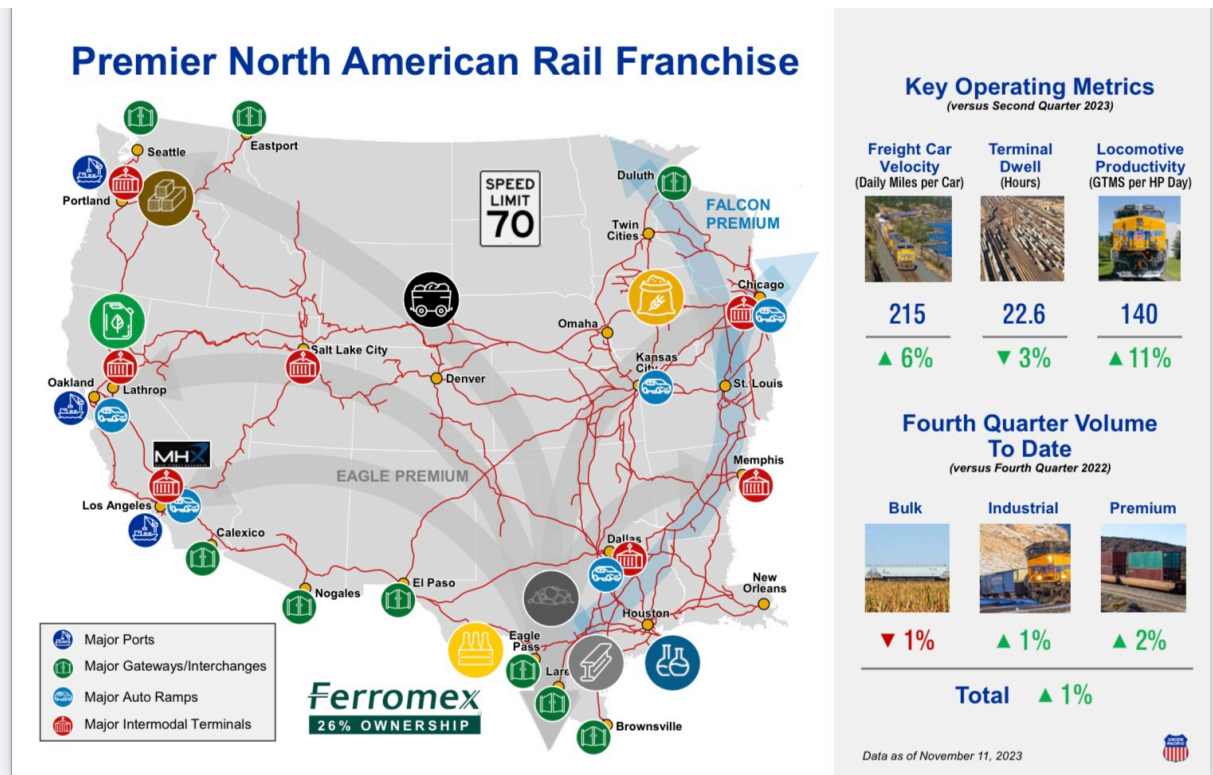 Premier North American Rail Franchise
Seattle
Eastport
Portland
SPEED
LIMIT
70
Duluth
FALCON
PREMIUM
Twin
Cities
Chicago
Omaha
Salt Lake City
Kansas
City
Denver
St. Louis
Oakland
Lathrop
MHX
EAGLE PREMIUM
Memphis
Los Angeles
Calexico
Dallas
Nogales
El Paso
New
Orleans
Houston
Eagle
Pass
Lare
Brownsville
Major Ports
Major Gateways/Interchanges
Major Auto Ramps
Major Intermodal Terminals
Ferromex
26% OWNERSHIP
Key Operating Metrics
(versus Second Quarter 2023)
Freight Car
Velocity
(Daily Miles per Car)
Terminal
Dwell
(Hours)
Locomotive
Productivity
(GTMS per HP Day)
215
22.6
140
▲ 6%
▼ 3%
▲ 11%
Fourth Quarter Volume
To Date
(versus Fourth Quarter 2022)
Bulk
Industrial
Premium
▼ 1%
▲ 1%
▲ 2%
Total ▲ 1%
Data as of November 11, 2023
UNION
PACIFIC